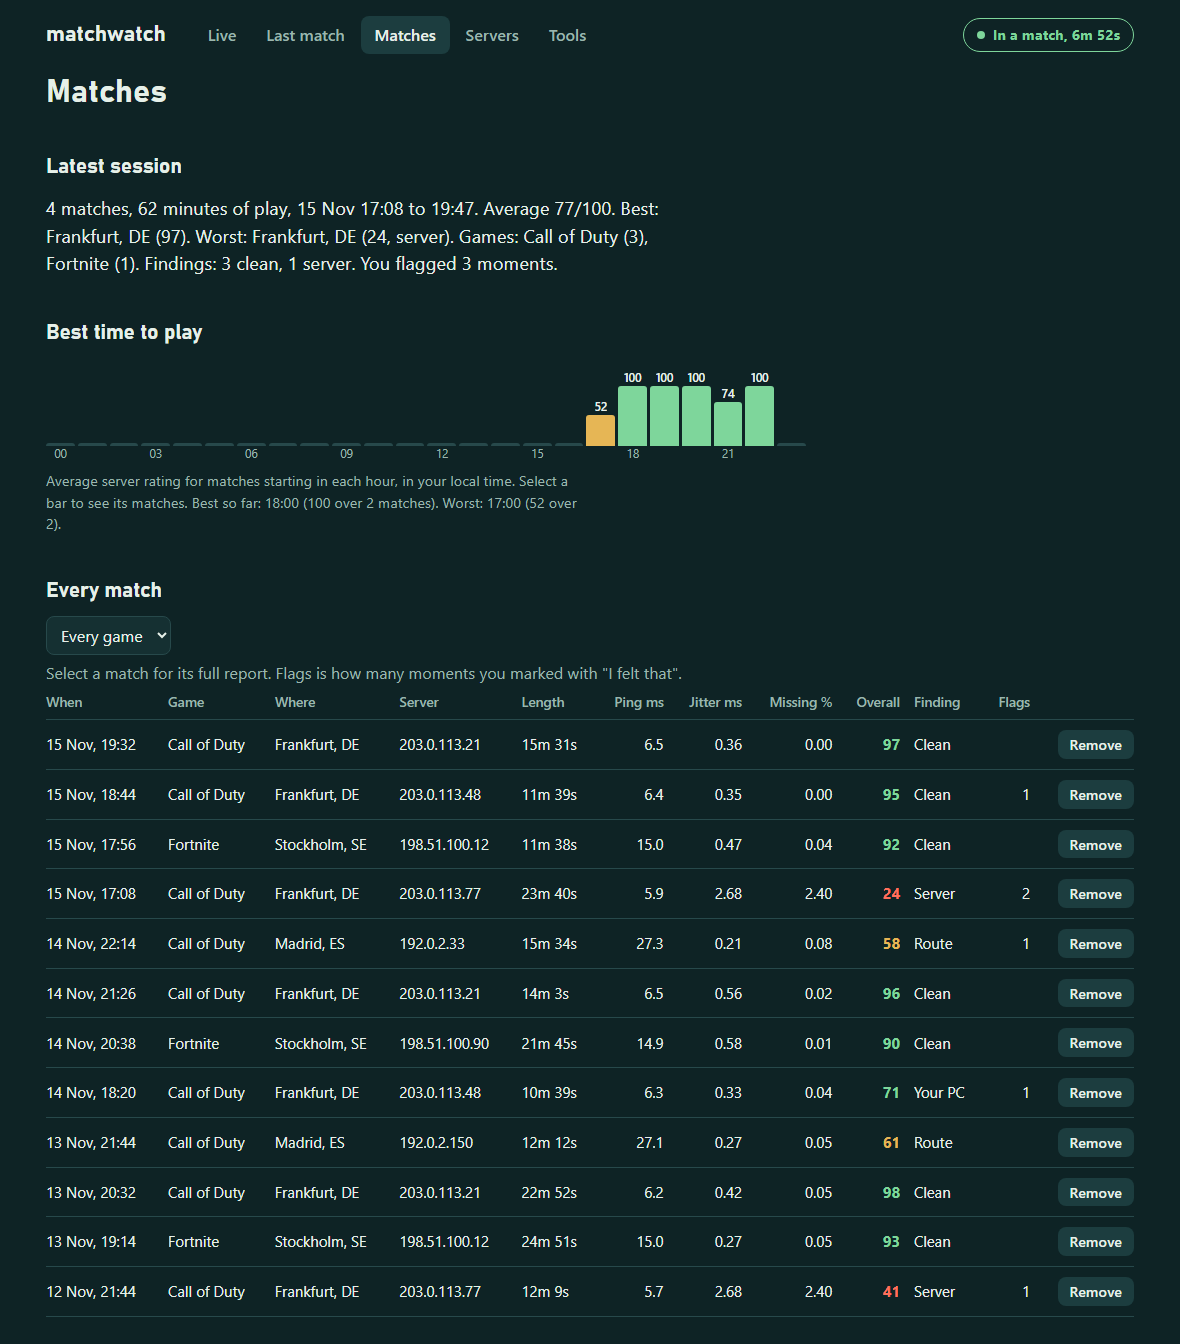 matchwatch Live Last match Matches Servers Tools In a match, 6m 52s
Matches
Latest session
4 matches, 62 minutes of play, 15 Nov 17:08 to 19:47. Average 77/100. Best:
Frankfurt, DE (97). Worst: Frankfurt, DE (24, server). Games: Call of Duty (3),
Fortnite (1). Findings: 3 clean, 1 server. You flagged 3 moments.
Best time to play
52 100 100 100 74 100
00 03 06 09 12 15 18 21
Average server rating for matches starting in each hour, in your local time. Select a
bar to see its matches. Best so far: 18:00 (100 over 2 matches). Worst: 17:00 (52 over
2).
Every match
Every game
Select a match for its full report. Flags is how many moments you marked with "I felt that".
When Game Where Server Length Ping ms Jitter ms Missing % Overall Finding Flags
15 Nov, 19:32 Call of Duty Frankfurt, DE 203.0.113.21 15m 31s 6.5 0.36 0.00 97 Clean Remove
15 Nov, 18:44 Call of Duty Frankfurt, DE 203.0.113.48 11m 39s 6.4 0.35 0.00 95 Clean 1 Remove
15 Nov, 17:56 Fortnite Stockholm, SE 198.51.100.12 11m 38s 15.0 0.47 0.04 92 Clean Remove
15 Nov, 17:08 Call of Duty Frankfurt, DE 203.0.113.77 23m 40s 5.9 2.68 2.40 24 Server 2 Remove
14 Nov, 22:14 Call of Duty Madrid, ES 192.0.2.33 15m 34s 27.3 0.21 0.08 58 Route 1 Remove
14 Nov, 21:26 Call of Duty Frankfurt, DE 203.0.113.21 14m 3s 6.5 0.56 0.02 96 Clean Remove
14 Nov, 20:38 Fortnite Stockholm, SE 198.51.100.90 21m 45s 14.9 0.58 0.01 90 Clean Remove
14 Nov, 18:20 Call of Duty Frankfurt, DE 203.0.113.48 10m 39s 6.3 0.33 0.04 71 Your PC 1 Remove
13 Nov, 21:44 Call of Duty Madrid, ES 192.0.2.150 12m 12s 27.1 0.27 0.05 61 Route Remove
13 Nov, 20:32 Call of Duty Frankfurt, DE 203.0.113.21 22m 52s 6.2 0.42 0.05 98 Clean Remove
13 Nov, 19:14 Fortnite Stockholm, SE 198.51.100.12 24m 51s 15.0 0.27 0.05 93 Clean Remove
12 Nov, 21:44 Call of Duty Frankfurt, DE 203.0.113.77 12m 9s 5.7 2.68 2.40 41 Server 1 Remove